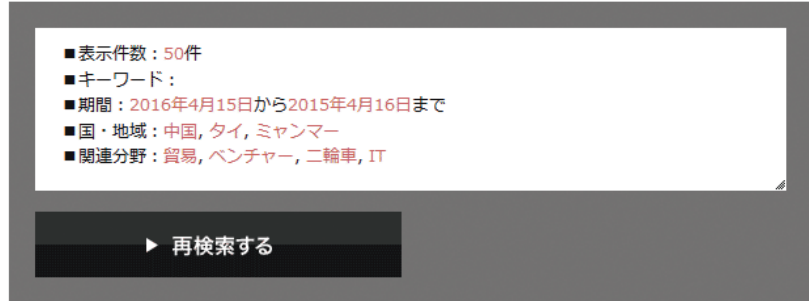 ■表示件数：50件
■キーワード：
■期間：2016年4月15日から2015年4月16日まで
■国・地域：中国, タイ, ミャンマー
■関連分野：貿易, ベンチャー, 二輪車, IT
▶ 再検索する